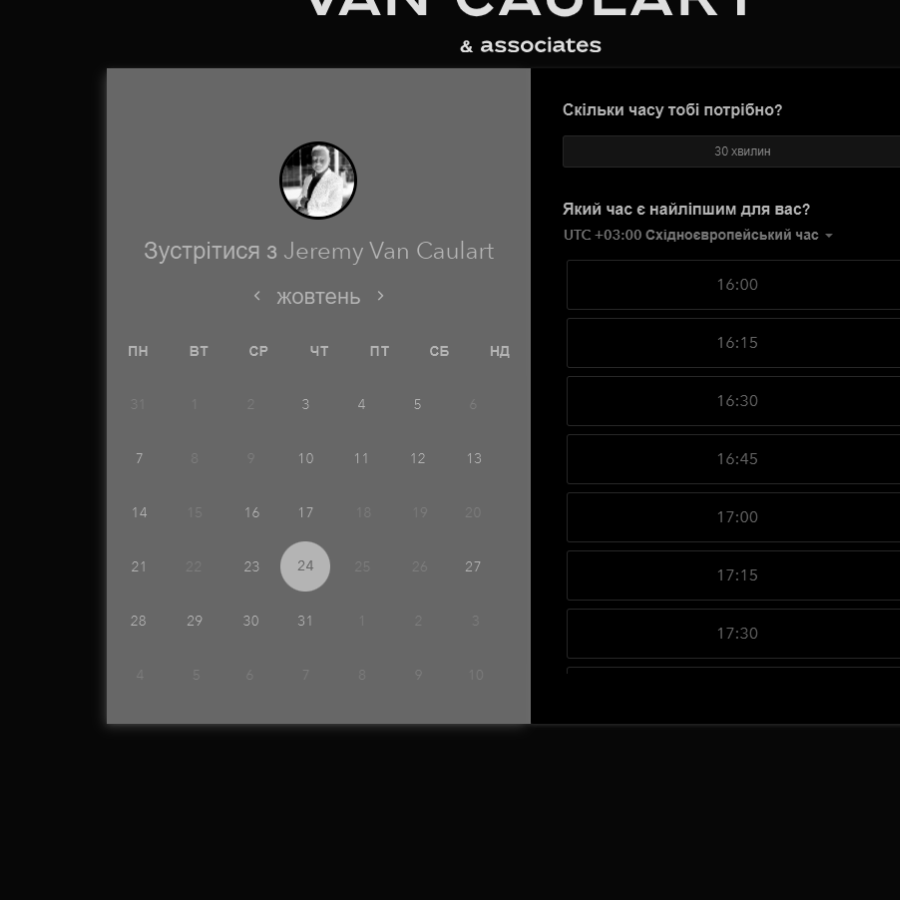 VAN CAULART
& associates
Зустрітися з Jeremy Van Caulart
жовтень
ПН ВТ СР ЧТ ПТ СБ НД
31 1 2 3 4 5 6
7 8 9 10 11 12 13
14 15 16 17 18 19 20
21 22 23 24 25 26 27
28 29 30 31 1 2 3
4 5 6 7 8 9 10
Скільки часу тобі потрібно?
30 хвилин
Який час є найліпшим для вас?
UTC +03:00 Східноєвропейський час
16:00
16:15
16:30
16:45
17:00
17:15
17:30